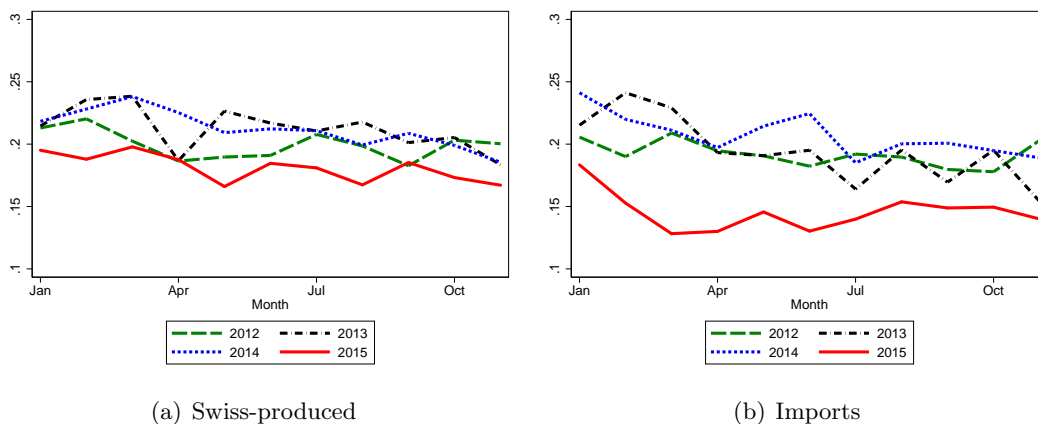 .3
.25
.2
.15
.1
Jan Apr Jul Oct
Month
2012 2013
2014 2015
(a) Swiss-produced
.3
.25
.2
.15
.1
Jan Apr Jul Oct
Month
2012 2013
2014 2015
(b) Imports